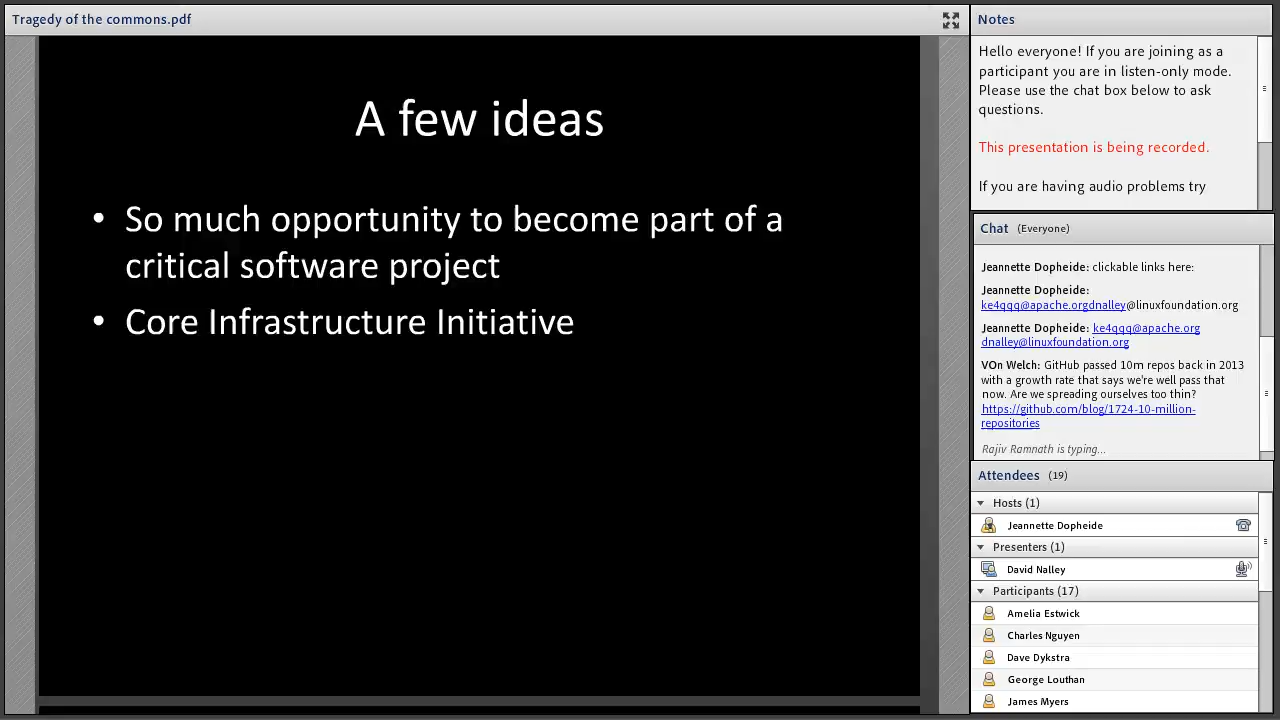 Tragedy of the commons.pdf
A few ideas
• So much opportunity to become part of a
critical software project
• Core Infrastructure Initiative
Notes
Hello everyone! If you are joining as a
participant you are in listen-only mode.
Please use the chat box below to ask
questions.
This presentation is being recorded.
If you are having audio problems try
Chat (Everyone)
Jeannette Dopheide: clickable links here:
Jeannette Dopheide:
ke4qqq@apache.orgdnalley@linuxfoundation.org
Jeannette Dopheide: ke4qqq@apache.org
dnalley@linuxfoundation.org
VOn Welch: GitHub passed 10m repos back in 2013
with a growth rate that says we're well pass that
now. Are we spreading ourselves too thin?
https://github.com/blog/1724-10-million-
repositories
Rajiv Ramnath is typing...
Attendees (19)
Hosts (1)
Jeannette Dopheide
Presenters (1)
David Nalley
Participants (17)
Amelia Estwick
Charles Nguyen
Dave Dykstra
George Louthan
James Myers